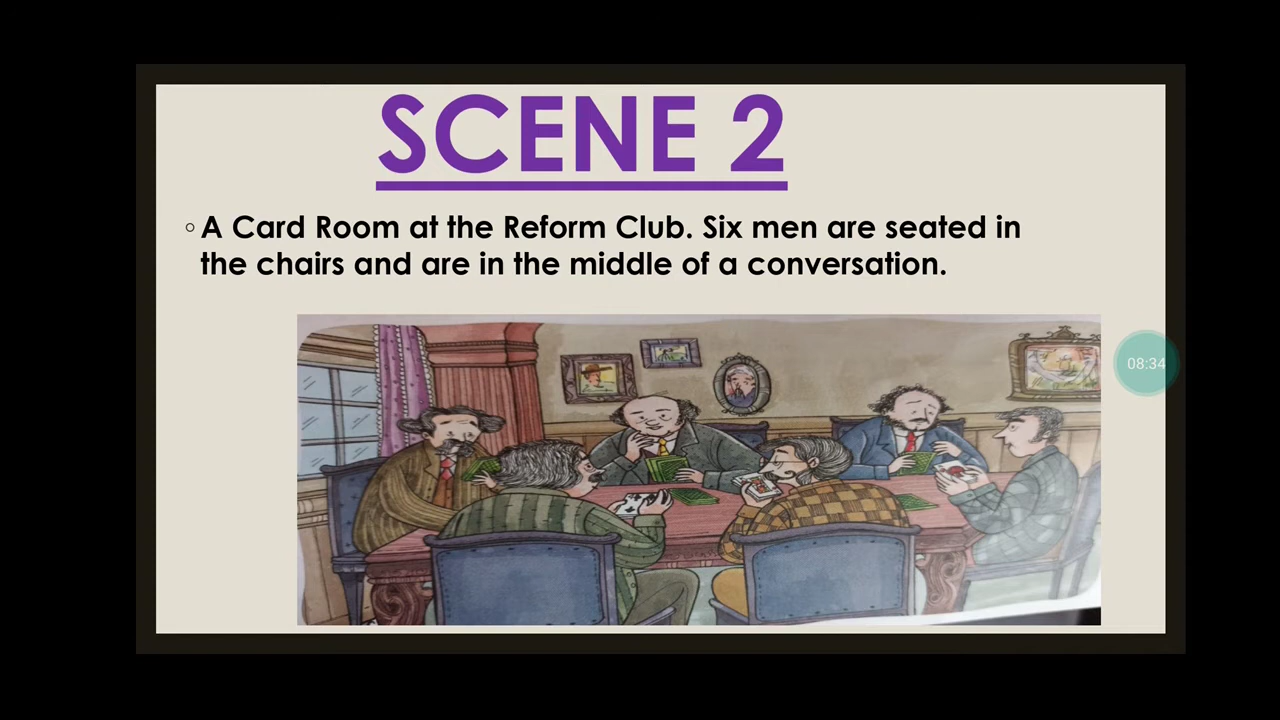 SCENE 2
◦ A Card Room at the Reform Club. Six men are seated in
the chairs and are in the middle of a conversation.
08:34